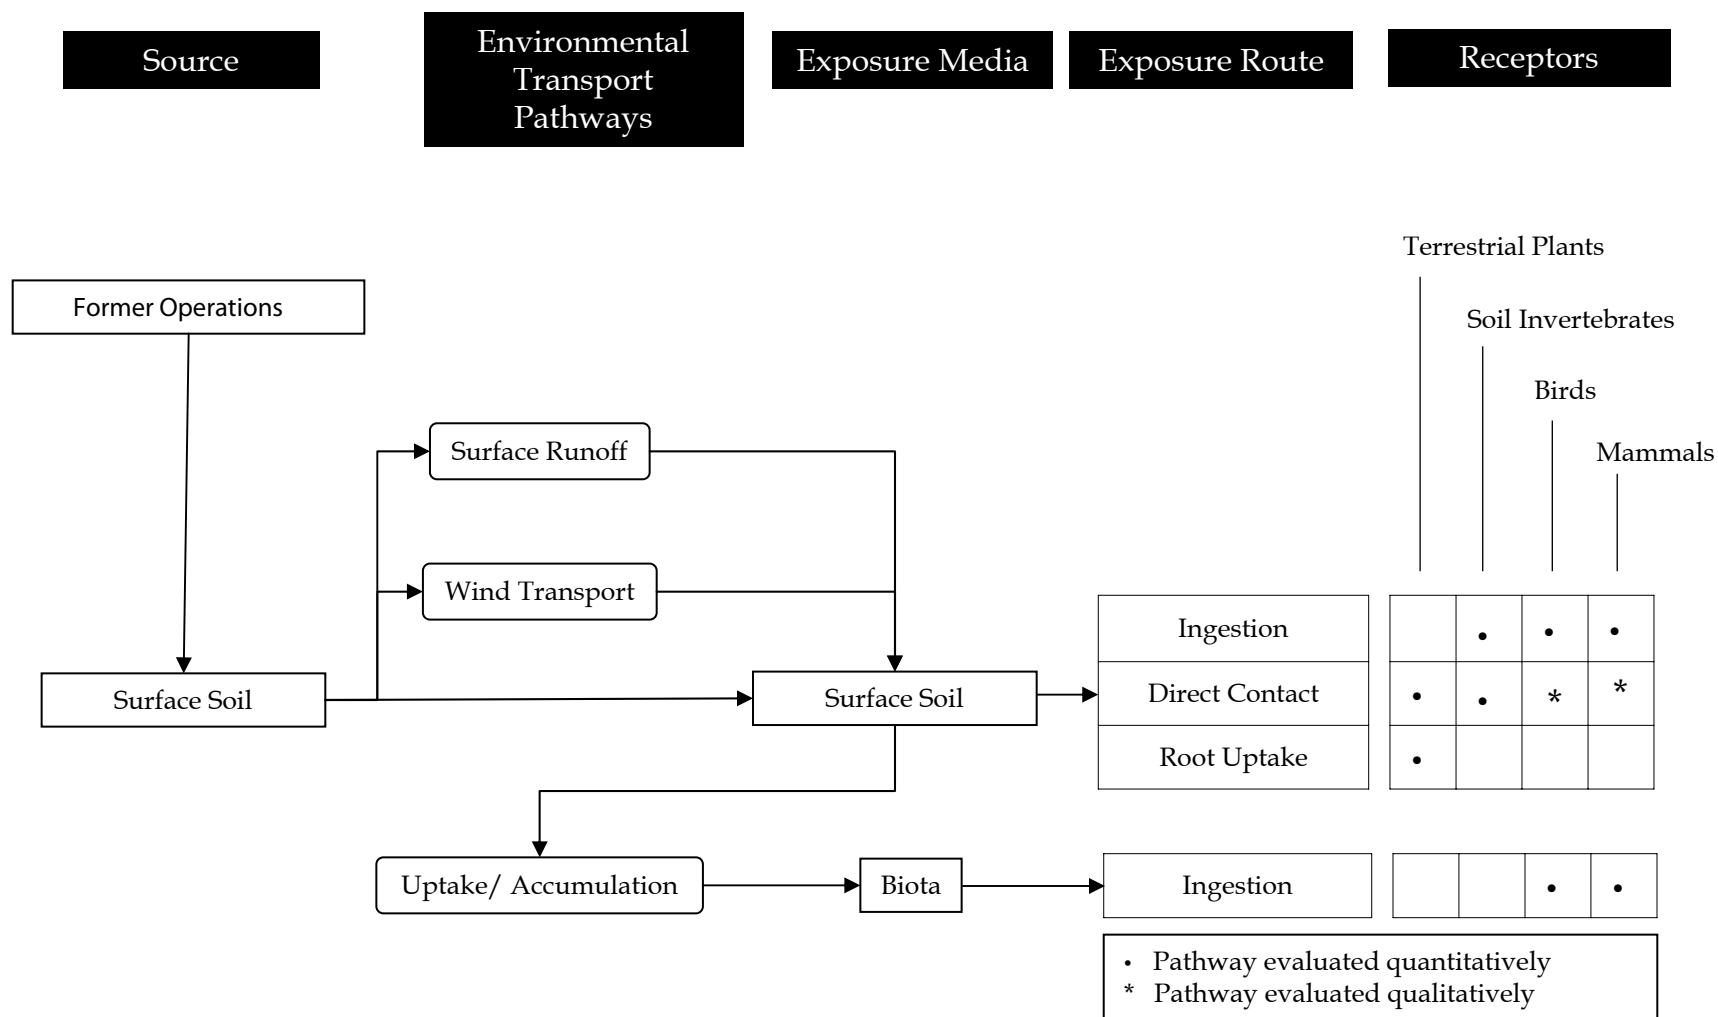 Source
Environmental
Transport
Pathways
Exposure Media
Exposure Route
Receptors
Terrestrial Plants
Former Operations
Soil Invertebrates
Birds
Mammals
Surface Runoff
Wind Transport
Ingestion
• • •
Surface Soil
Surface Soil
Direct Contact
• • * *
Root Uptake
•
Uptake/ Accumulation
Biota
Ingestion
• •
• Pathway evaluated quantitatively
* Pathway evaluated qualitatively